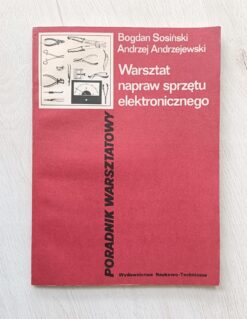 Bogdan Sosiński
Andrzej Andrzejewski
Warsztat
napraw sprzętu
elektronicznego
PORADNIK WARSZTATOWY
Wydawnictwa Naukowo-Techniczne